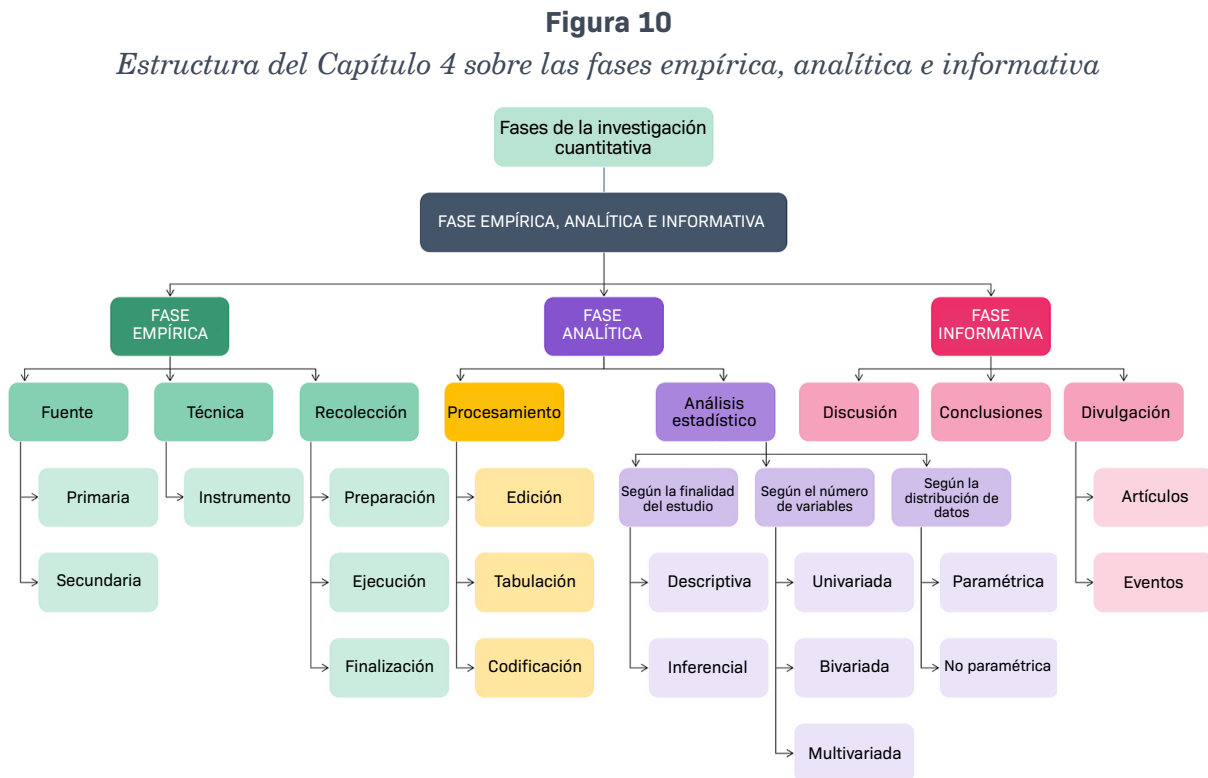 Figura 10
Estructura del Capítulo 4 sobre las fases empírica, analítica e informativa
Fases de la investigación
cuantitativa
FASE EMPÍRICA, ANALÍTICA E INFORMATIVA
FASE
EMPÍRICA
FASE
ANALÍTICA
FASE
INFORMATIVA
Fuente
Técnica
Recolección
Procesamiento
Análisis
estadístico
Discusión
Conclusiones
Divulgación
Primaria
Instrumento
Preparación
Edición
Según la finalidad
del estudio
Según el número
de variables
Según la
distribución de
datos
Artículos
Secundaria
Ejecución
Tabulación
Descriptiva
Univariada
Paramétrica
Eventos
Finalización
Codificación
Inferencial
Bivariada
No paramétrica
Multivariada